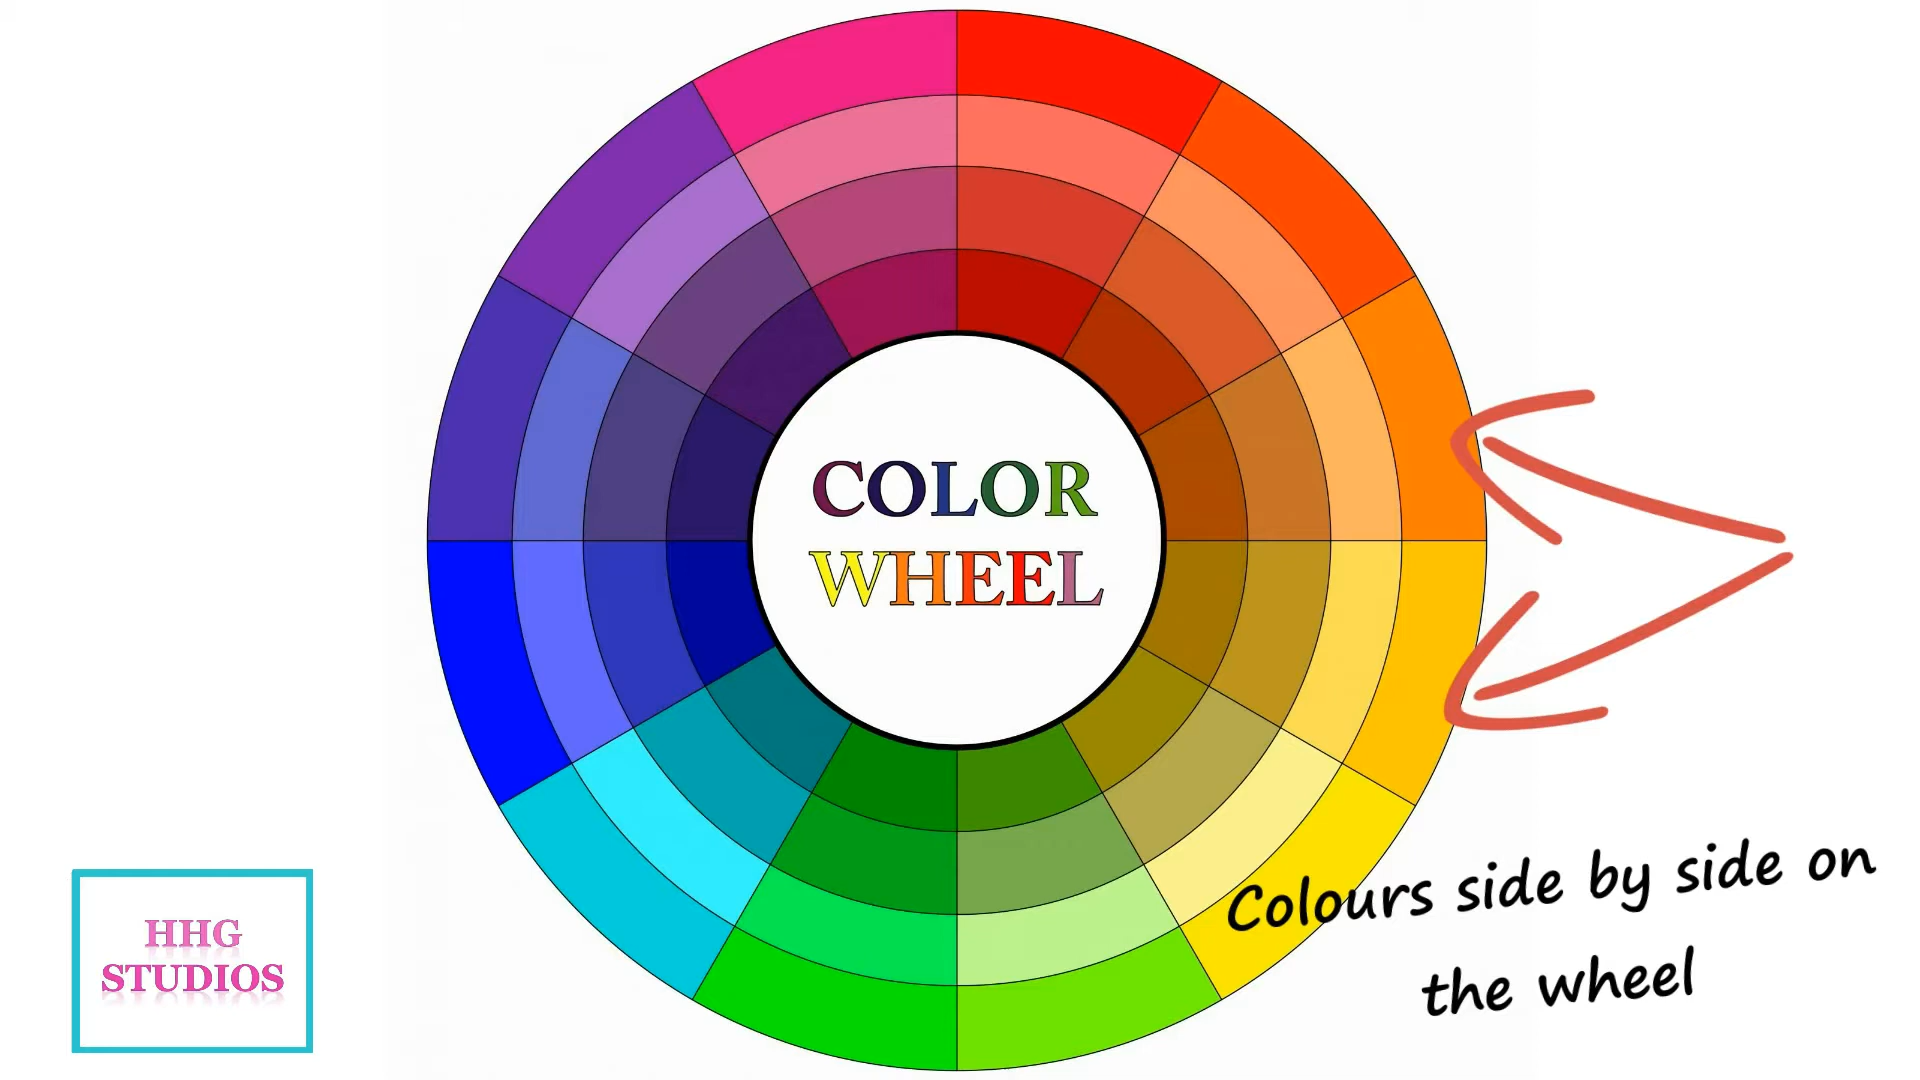 COLOR
WHEEL
Colours side by side on
the wheel
HHG
STUDIOS